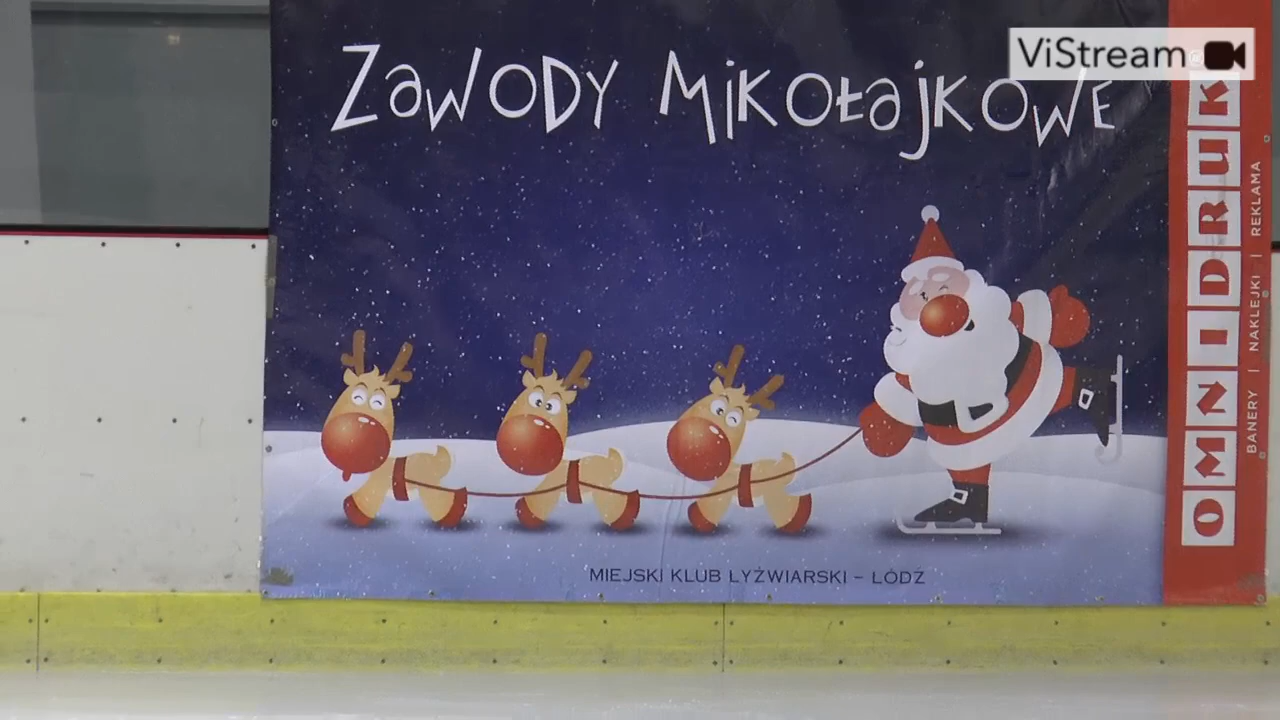 ZAWODY MIKOŁAJKOWE
MIEJSKI KLUB ŁYŻWIARSKI – ŁÓDŹ
OMNIDRUK
BANERY | NAKLEJKI | REKLAMA
ViStream